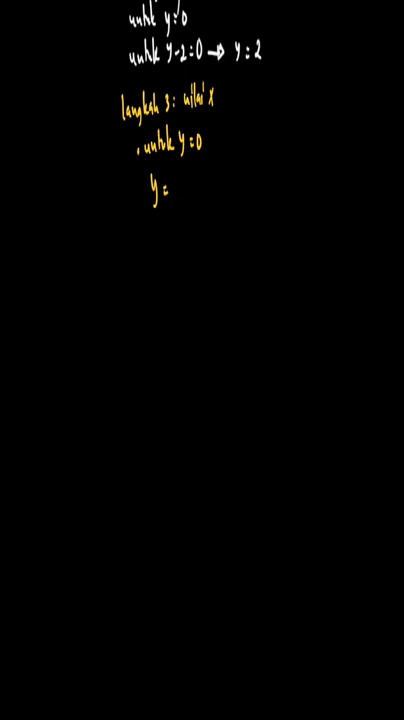 untuk y=0
untuk y-2=0 → y=2
langkah 3: nilai x
. untuk y=0
y=